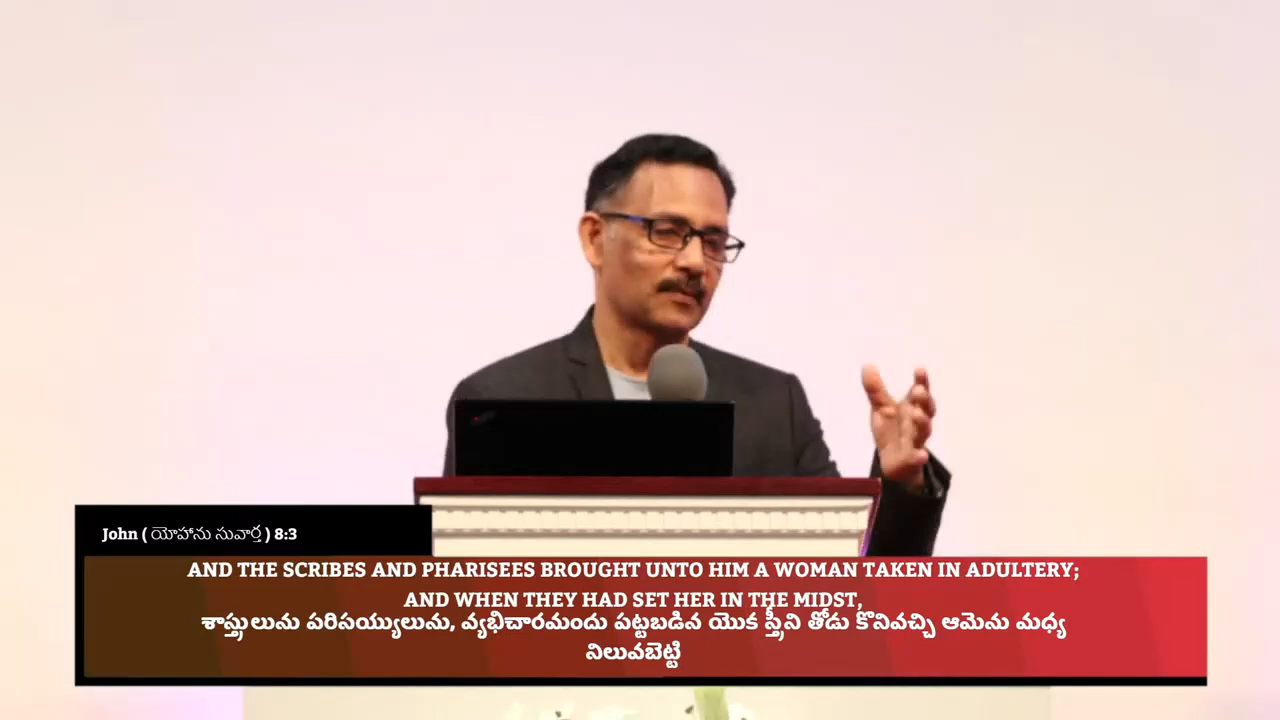 John ( యోహాను సువార్త ) 8:3
AND THE SCRIBES AND PHARISEES BROUGHT UNTO HIM A WOMAN TAKEN IN ADULTERY;
AND WHEN THEY HAD SET HER IN THE MIDST,
శాస్త్రులును పరిసయ్యులును, వ్యభిచారమందు పట్టబడిన యొక స్త్రీని తోడు కొనివచ్చి ఆమెను మధ్య
నిలువబెట్టి